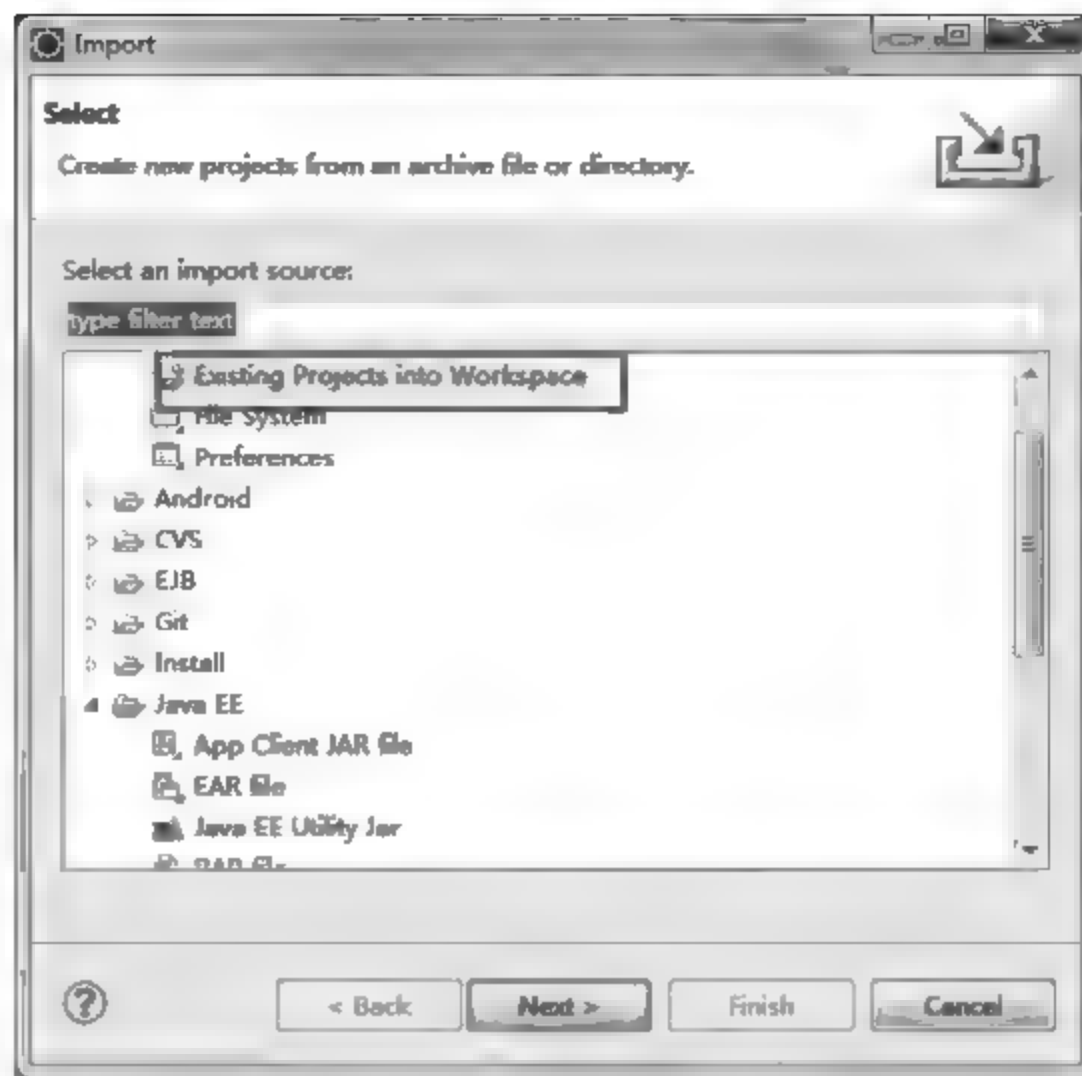 Import
Select
Create new projects from an archive file or directory.
Select an import source:
type filter text
Existing Projects into Workspace
File System
Preferences
Android
CVS
EJB
Git
Install
Java EE
App Client JAR file
EAR file
Java EE Utility Jar
RAR file
< Back Next > Finish Cancel